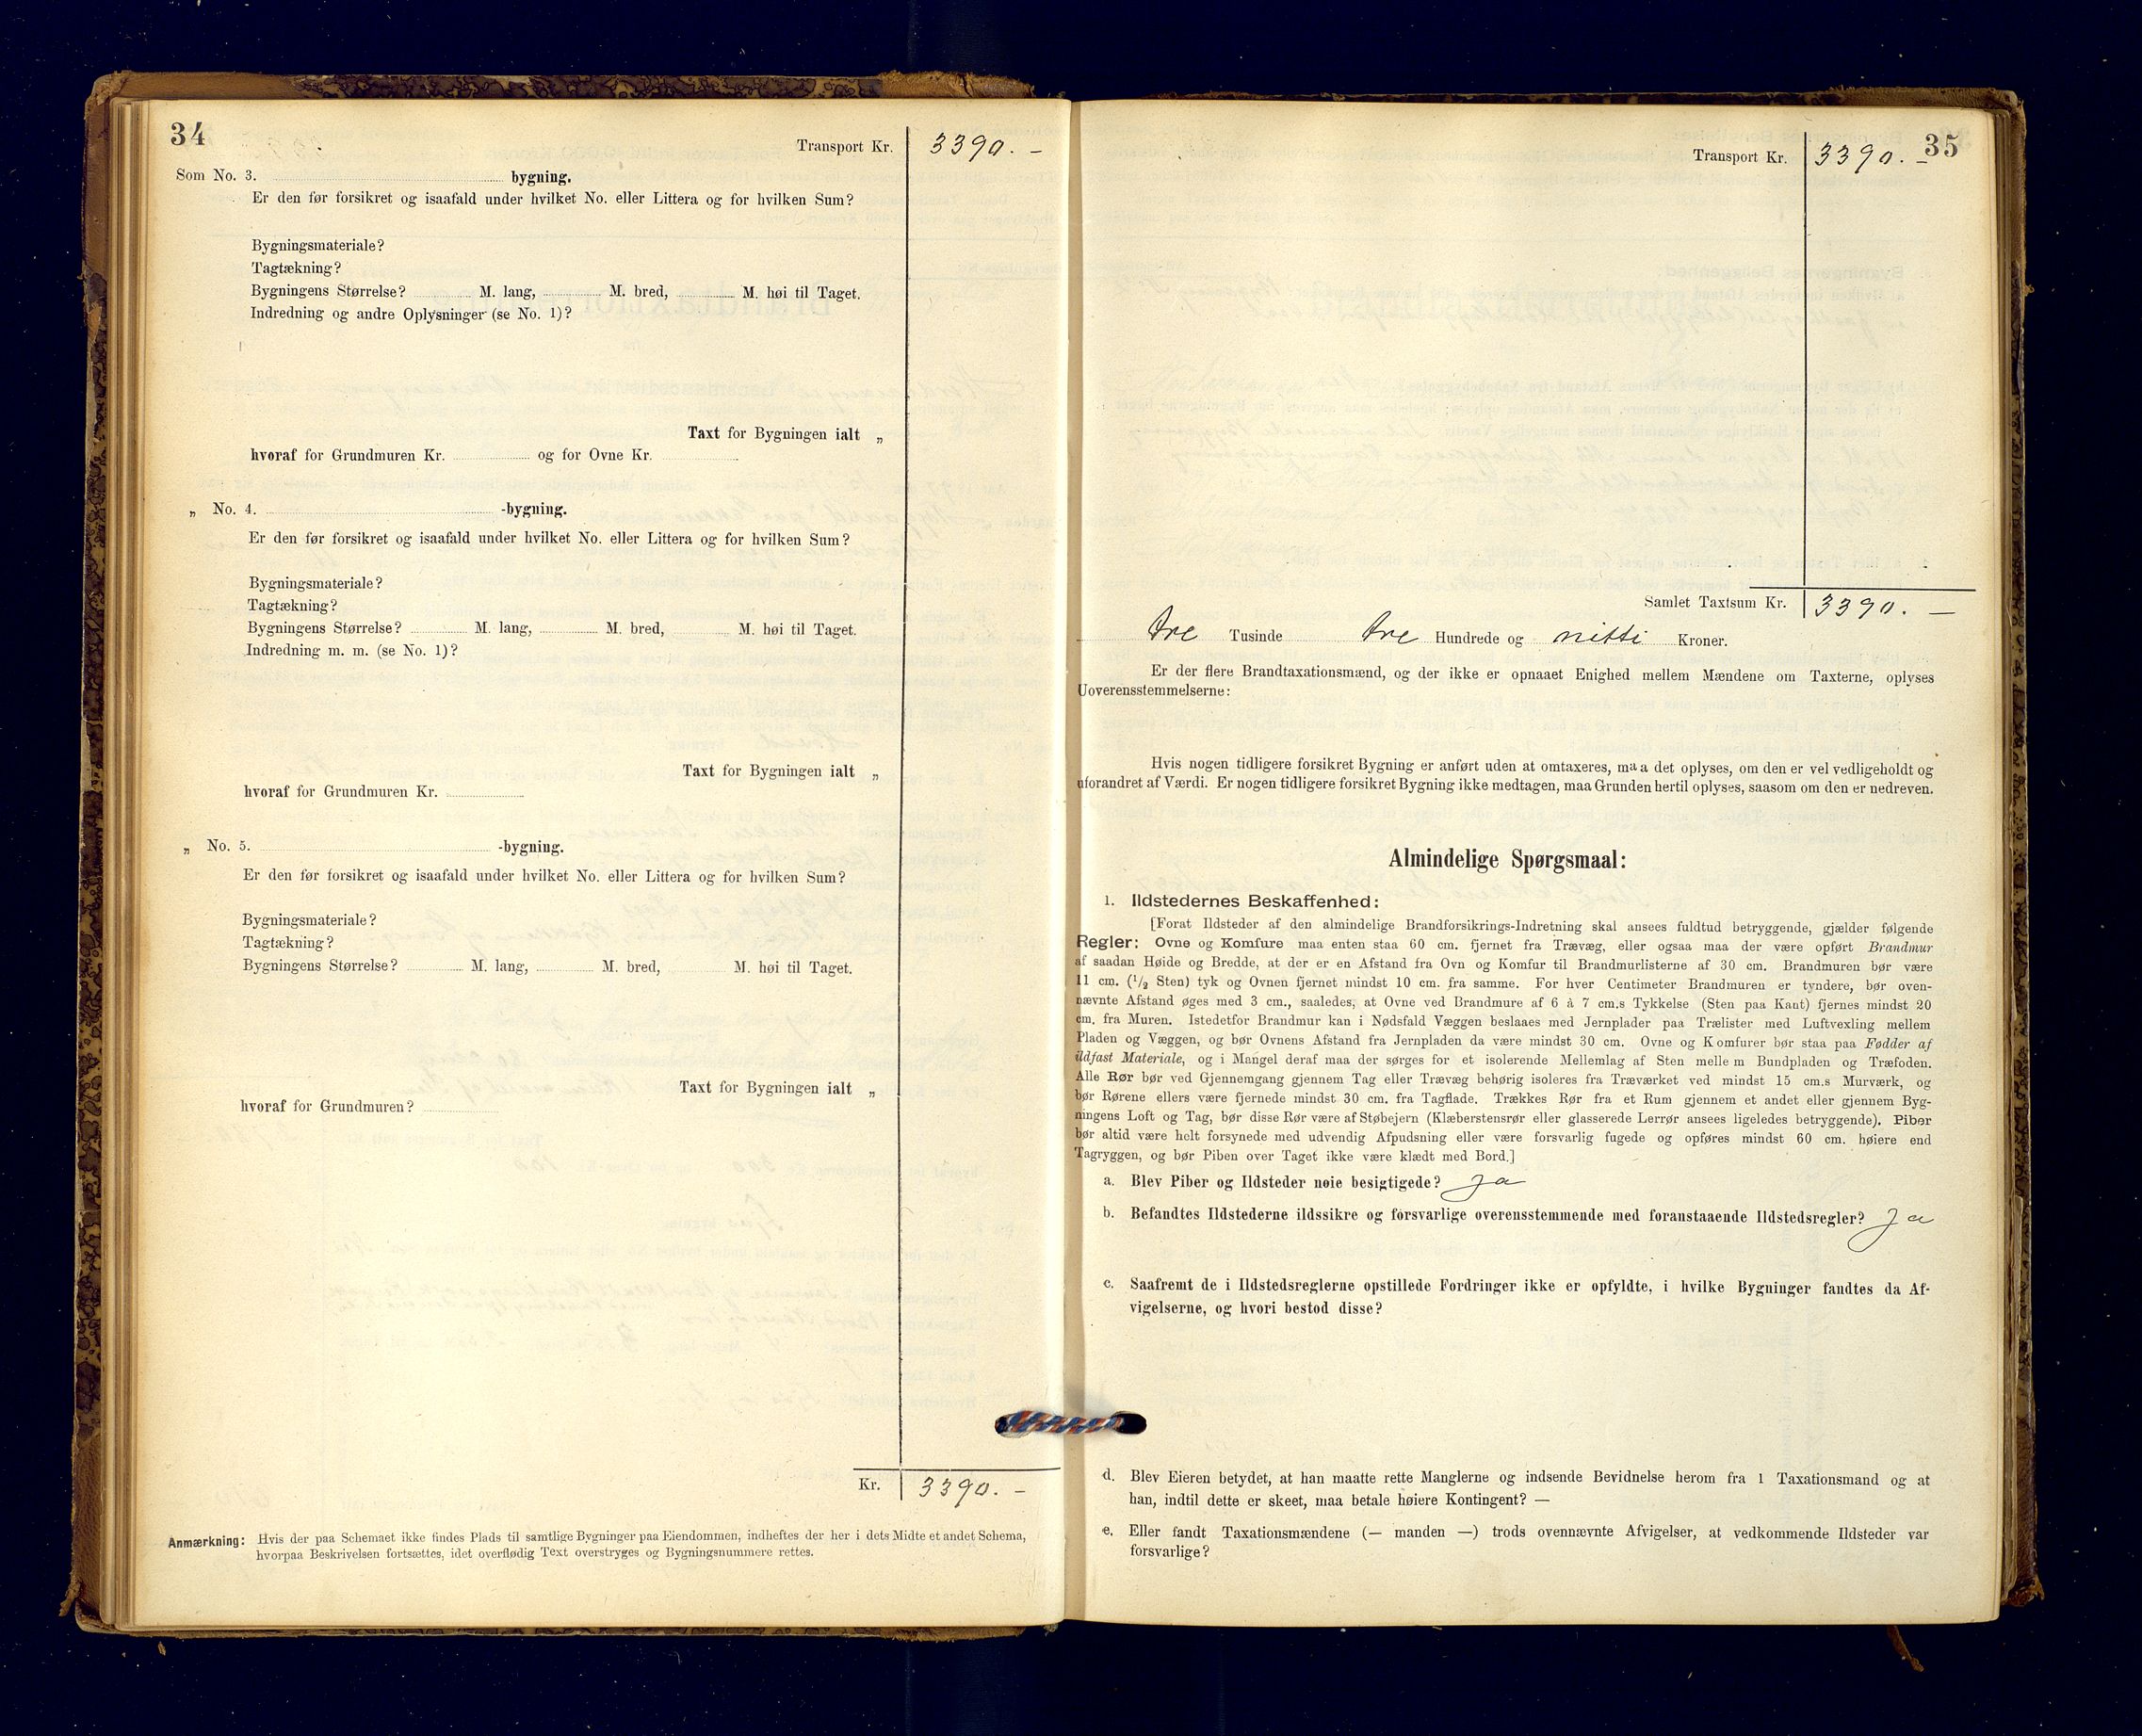 34
Transport Kr. 3390. —
Som No. 3. bygning.
Er den før forsikret og isaafald under hvilket No. eller Littera og for hvilken Sum?
Bygningsmateriale?
Tagtækning?
Bygningens Størrelse? M. lang, M. bred, M. høi til Taget.
Indredning og andre Oplysninger (se No. 1)?
Taxt for Bygningen ialt „
hvoraf for Grundmuren Kr. og for Ovne Kr.
„ No. 4. -bygning.
Er den før forsikret og isaafald under hvilket No. eller Littera og for hvilken Sum?
Bygningsmateriale?
Tagtækning?
Bygningens Størrelse? M. lang, M. bred, M. høi til Taget.
Indredning m. m. (se No. 1)?
Taxt for Bygningen ialt „
hvoraf for Grundmuren Kr.
„ No. 5. -bygning.
Er den før forsikret og isaafald under hvilket No. eller Littera og for hvilken Sum?
Bygningsmateriale?
Tagtækning?
Bygningens Størrelse? M. lang, M. bred, M. høi til Taget.
Taxt for Bygningen ialt „
hvoraf for Grundmuren?
Kr. 3390. —
Anmærkning: Hvis der paa Schemaet ikke findes Plads til samtlige Bygninger paa Eiendommen, indheftes der her i dets Midte et andet Schema,
hvorpaa Beskrivelsen fortsættes, idet overflødig Text overstryges og Bygningsnummere rettes.
35
Transport Kr. 3390. —
Samlet Taxtsum Kr. 3390. —
tre Tusinde tre Hundrede og nitti Kroner.
Er der flere Brandtaxationsmænd, og der ikke er opnaaet Enighed mellem Mændene om Taxterne, oplyses
Uoverensstemmelserne:
Hvis nogen tidligere forsikret Bygning er anført uden at omtaxeres, maa det oplyses, om den er vel vedligeholdt og
uforandret af Værdi. Er nogen tidligere forsikret Bygning ikke medtagen, maa Grunden hertil oplyses, saasom om den er nedreven.
Almindelige Spørgsmaal:
1. Ildstedernes Beskaffenhed:
[Forat Ildsteder af den almindelige Brandforsikrings-Indretning skal ansees fuldtud betryggende, gjælder følgende
Regler: Ovne og Komfure maa enten staa 60 cm. fjernet fra Trævæg, eller ogsaa maa der være opført Brandmur
af saadan Høide og Bredde, at der er en Afstand fra Ovn og Komfur til Brandmurlisterne af 30 cm. Brandmuren bør være
11 cm. (1/2 Sten) tyk og Ovnen fjernet mindst 10 cm. fra samme. For hver Centimeter Brandmuren er tyndere, bør oven-
nævnte Afstand øges med 3 cm., saaledes, at Ovne ved Brandmure af 6 à 7 cm.s Tykkelse (Sten paa Kant) fjernes mindst 20
cm. fra Muren. Istedetfor Brandmur kan i Nødsfald Væggen beslaaes med Jernplader paa Trælister med Luftvexling mellem
Pladen og Væggen, og bør Ovnens Afstand fra Jernpladen da være mindst 30 cm. Ovne og Komfurer bør staa paa Fødder af
ildfast Materiale, og i Mangel deraf maa der sørges for et isolerende Mellemlag af Sten mellem Bundpladen og Træfoden.
Alle Rør bør ved Gjennemgang gjennem Tag eller Trævæg behørig isoleres fra Træværket ved mindst 15 cm.s Murværk, og
bør Rørene ellers være fjernede mindst 30 cm. fra Tagflade. Trækkes Rør fra et Rum gjennem et andet eller gjennem Byg-
ningens Loft og Tag, bør disse Rør være af Støbejern (Klæberstensrør eller glasserede Lerrør ansees ligeledes betryggende). Piber
bør altid være helt forsynede med udvendig Afpudsning eller være forsvarlig fugede og opføres mindst 60 cm. høiere end
Tagryggen, og bør Piben over Taget ikke være klædt med Bord.]
a. Blev Piber og Ildsteder nøie besigtigede? Ja
b. Befandtes Ildstederne ildssikre og forsvarlige overensstemmende med foranstaaende Ildstedsregler? Ja
c. Saafremt de i Ildstedsreglerne opstillede Fordringer ikke er opfyldte, i hvilke Bygninger fandtes da Af-
vigelserne, og hvori bestod disse?
d. Blev Eieren betydet, at han maatte rette Manglerne og indsende Bevidnelse herom fra 1 Taxationsmand og at
han, indtil dette er skeet, maa betale høiere Kontingent? —
e. Eller fandt Taxationsmændene (— manden —) trods ovennævnte Afvigelser, at vedkommende Ildsteder var
forsvarlige?